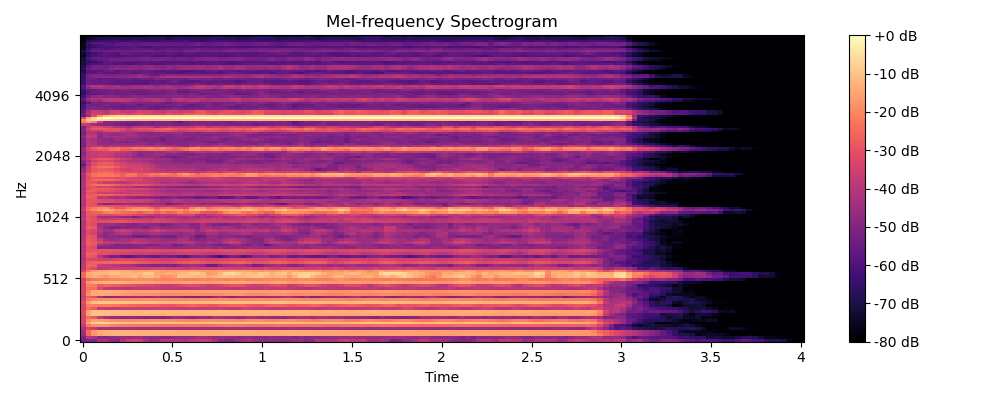 Mel-frequency Spectrogram
Hz
4096
2048
1024
512
0
0
0.5
1
1.5
2
2.5
3
3.5
4
Time
+0 dB
-10 dB
-20 dB
-30 dB
-40 dB
-50 dB
-60 dB
-70 dB
-80 dB